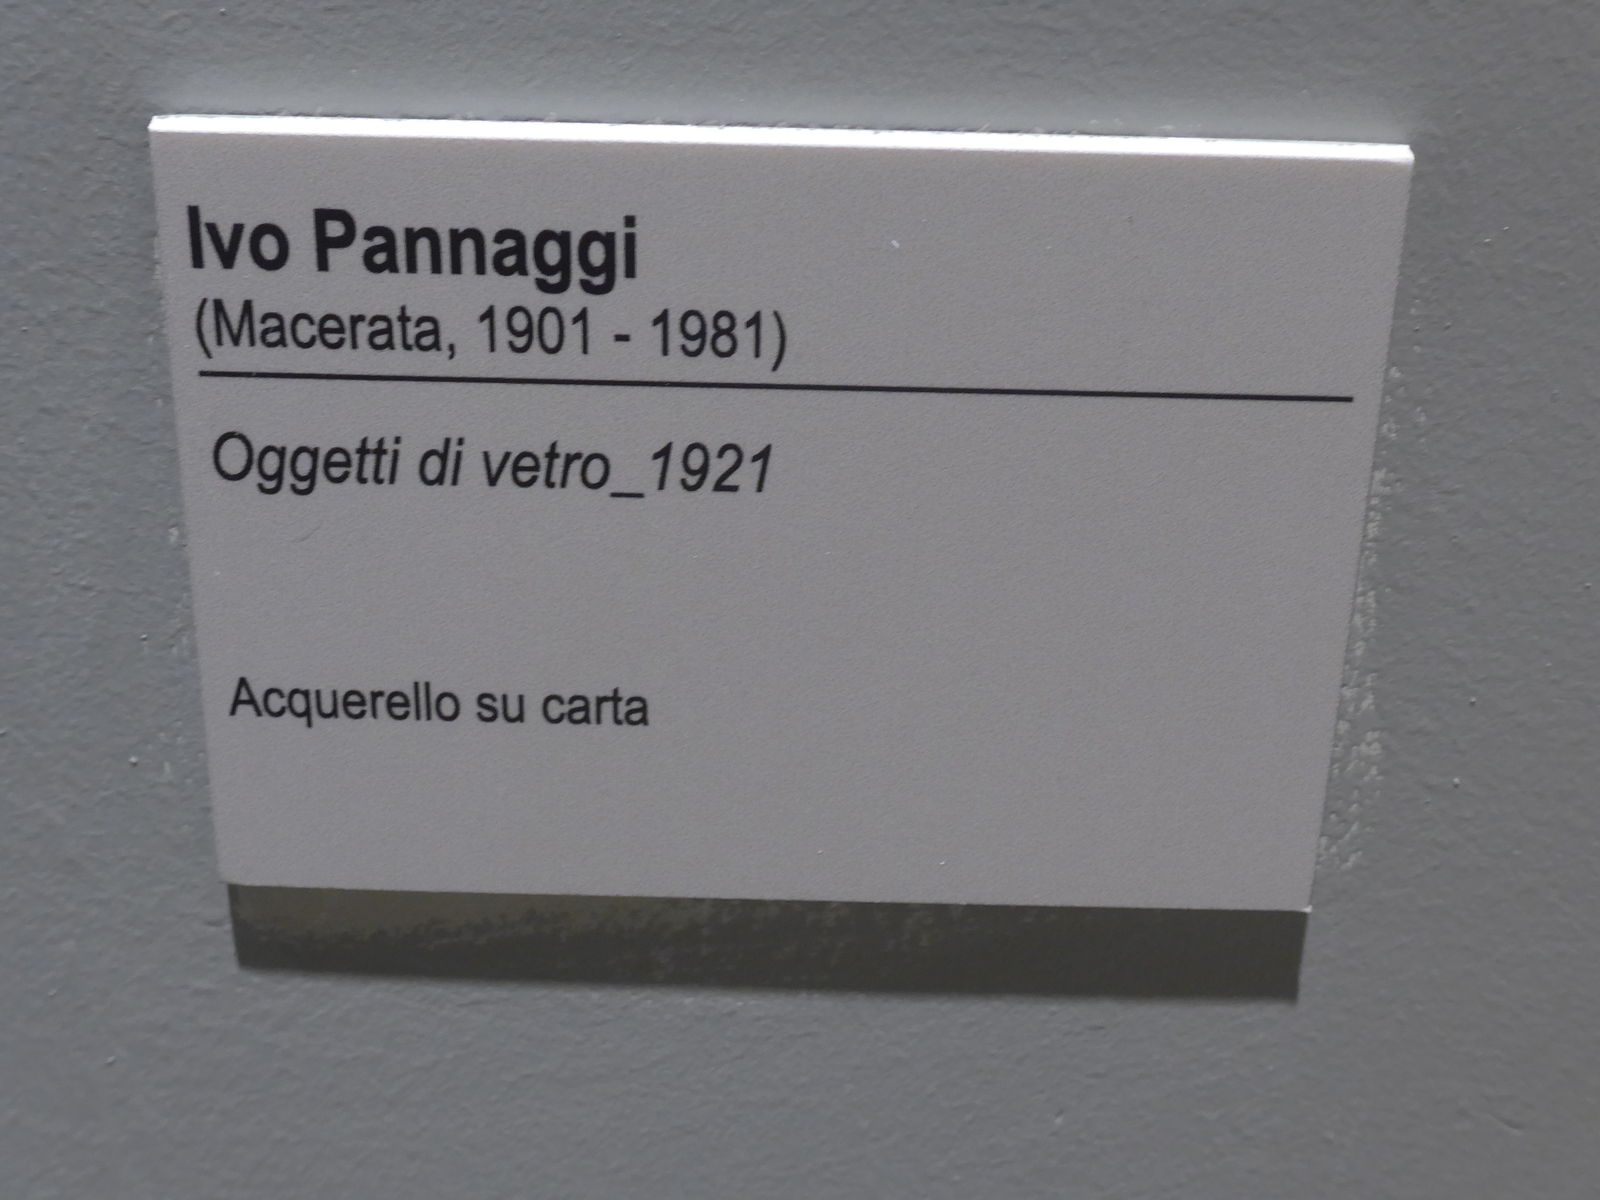 Ivo Pannaggi
(Macerata, 1901 - 1981)
Oggetti di vetro_1921
Acquerello su carta